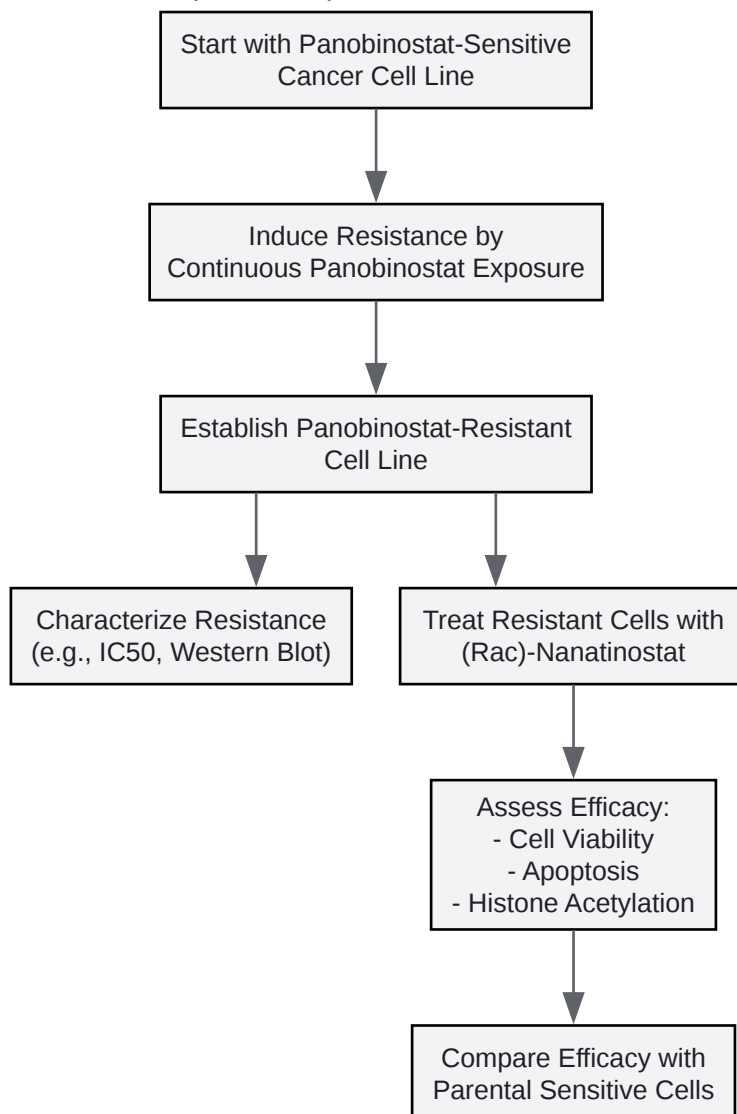 Start with Panobinostat-Sensitive
Cancer Cell Line
Induce Resistance by
Continuous Panobinostat Exposure
Establish Panobinostat-Resistant
Cell Line
Characterize Resistance
(e.g., IC50, Western Blot)
Treat Resistant Cells with
(Rac)-Nanatinostat
Assess Efficacy:
- Cell Viability
- Apoptosis
- Histone Acetylation
Compare Efficacy with
Parental Sensitive Cells